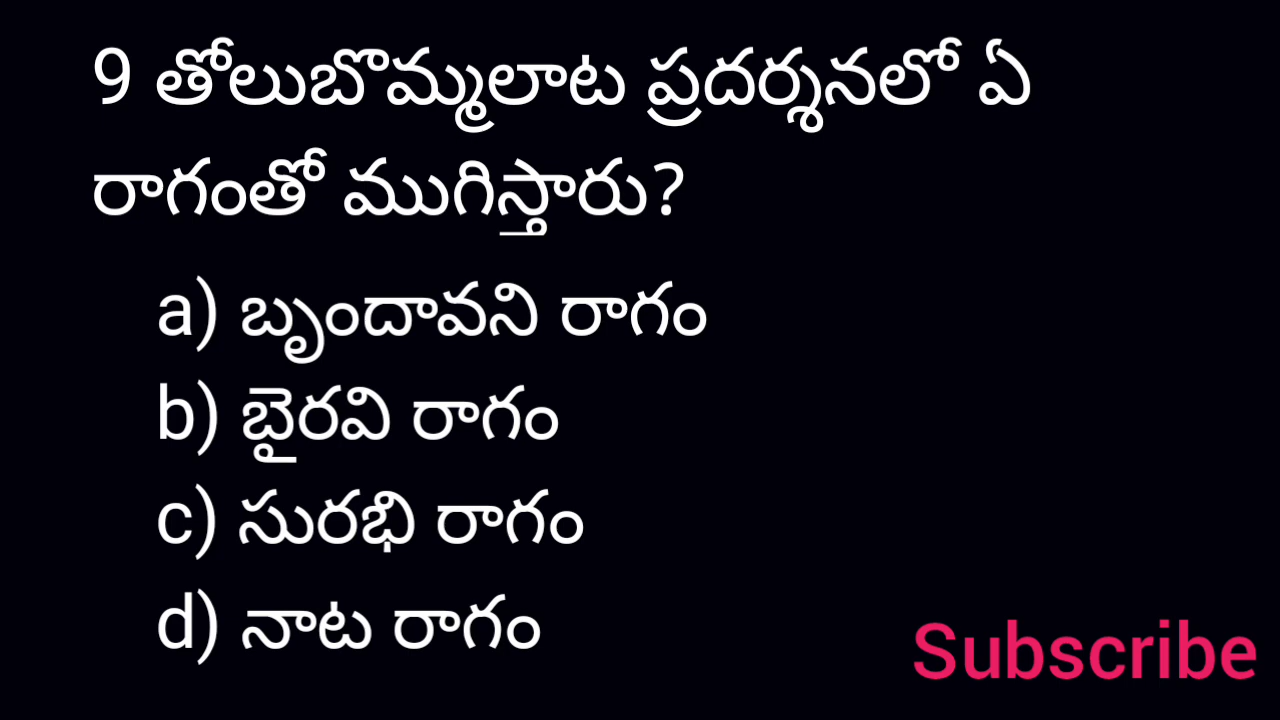 9 తోలుబొమ్మలాట ప్రదర్శనలో ఏ
రాగంతో ముగిస్తారు?
a) బృందావని రాగం
b) బైరవి రాగం
c) సురభి రాగం
d) నాట రాగం
Subscribe